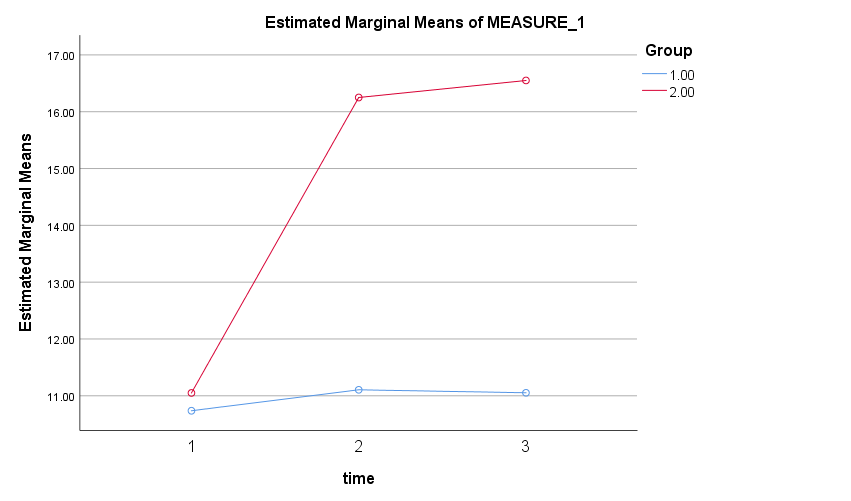 Estimated Marginal Means of MEASURE_1
Group
1.00
2.00
Estimated Marginal Means
17.00
16.00
15.00
14.00
13.00
12.00
11.00
1 2 3
time